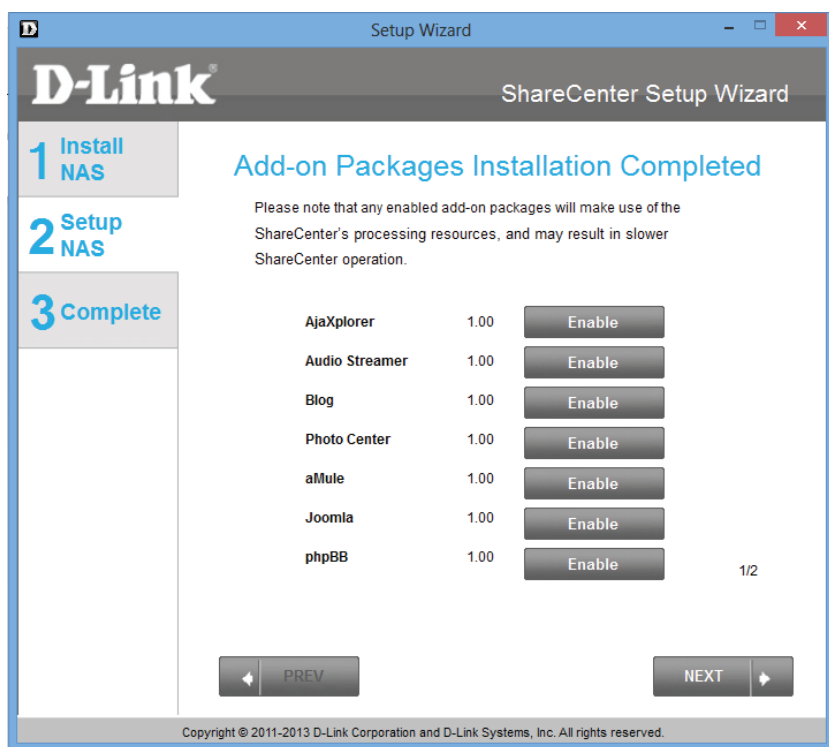 Setup Wizard
D-Link®
ShareCenter Setup Wizard
1 Install
NAS
2 Setup
NAS
3 Complete
Add-on Packages Installation Completed
Please note that any enabled add-on packages will make use of the
ShareCenter's processing resources, and may result in slower
ShareCenter operation.
AjaXplorer 1.00 Enable
Audio Streamer 1.00 Enable
Blog 1.00 Enable
Photo Center 1.00 Enable
aMule 1.00 Enable
Joomla 1.00 Enable
phpBB 1.00 Enable
1/2
PREV
NEXT
Copyright © 2011-2013 D-Link Corporation and D-Link Systems, Inc. All rights reserved.